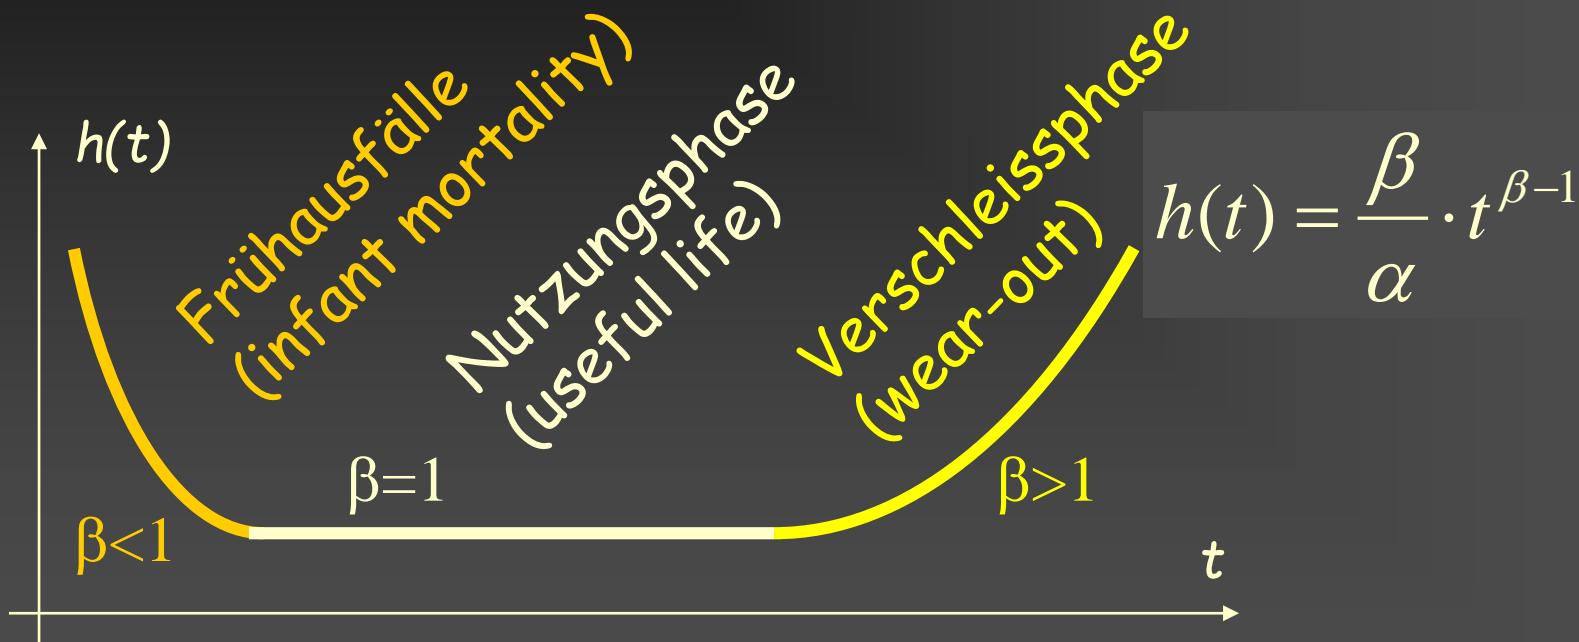 h(t)
Frühausfälle
(infant mortality)
Nutzungsphase
(useful life)
Verschleissphase
(wear-out)
h(t) = β/α · t^(β−1)
β<1
β=1
β>1
t